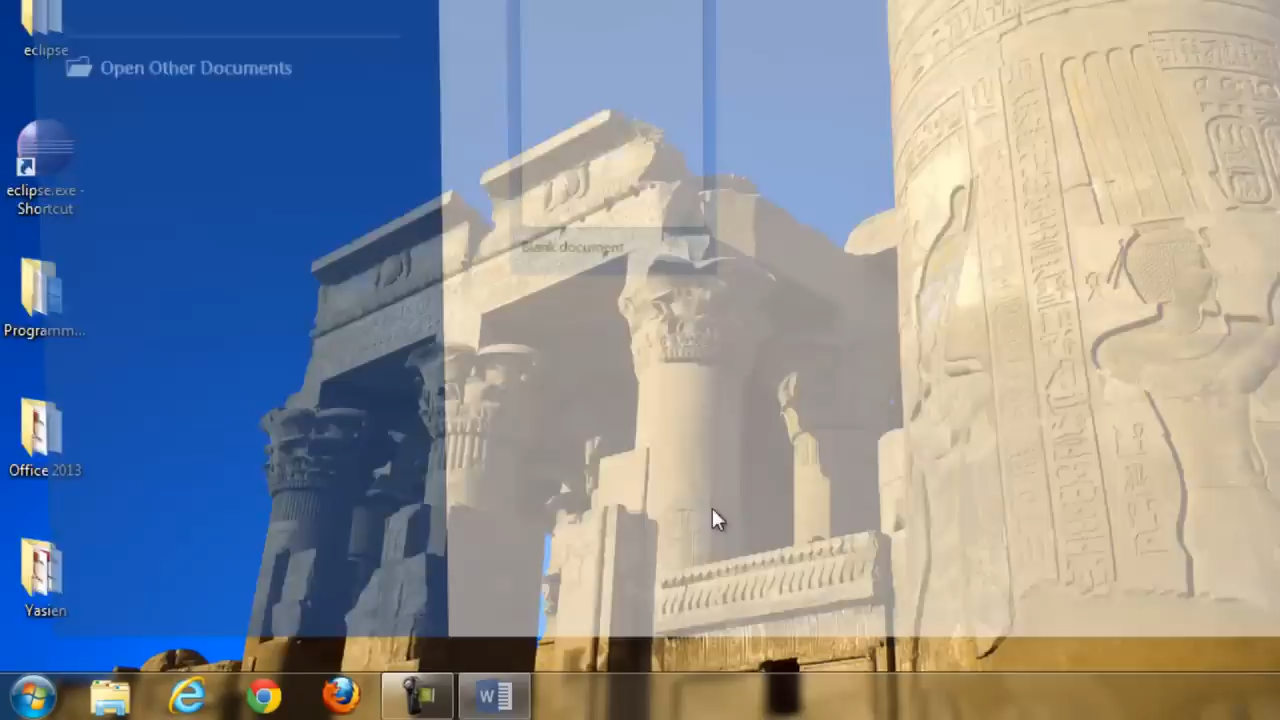 eclipse
Open Other Documents
eclipse.exe -
Shortcut
Blank document
Programm...
Office 2013
Yasien
W